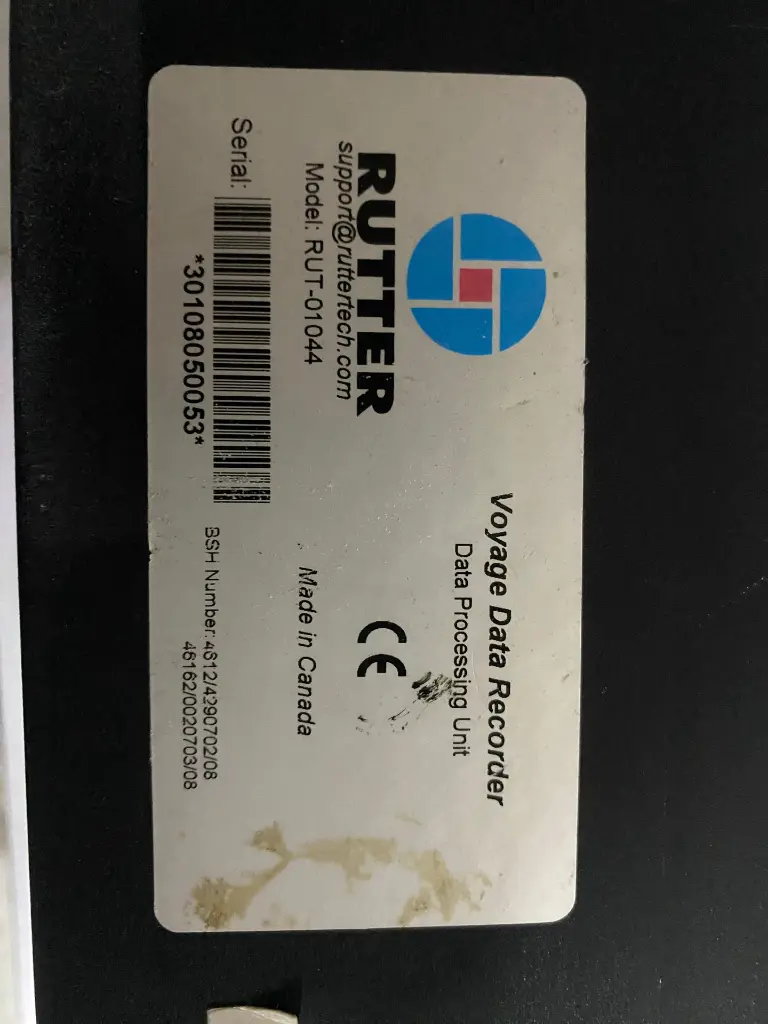 Voyage Data Recorder
Data Processing Unit
RUTTER
support@ruttertech.com
Model: RUT-01044
CE
Made in Canada
Serial:
*30108050053*
BSH Number: 4612/4290702/08
46162/0020703/08